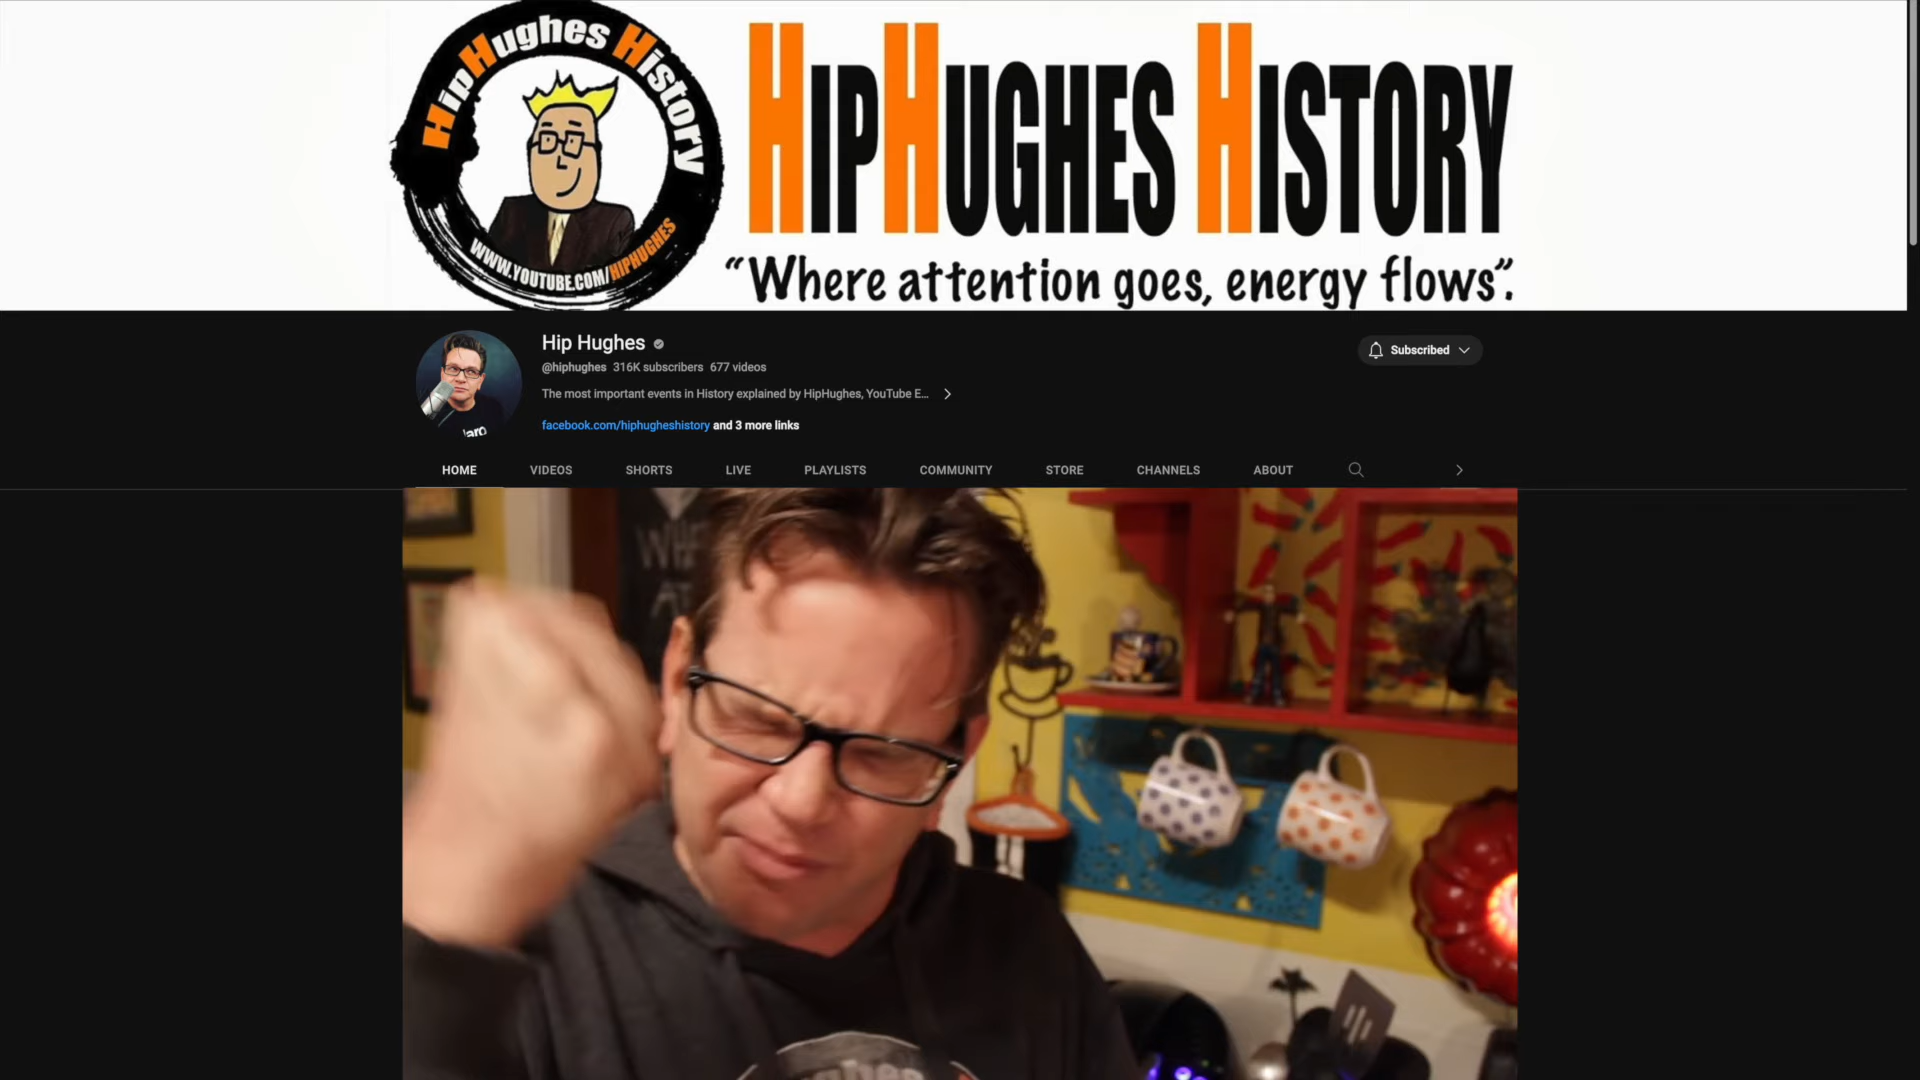 HipHughes History
WWW.YOUTUBE.COM/HIPHUGHES
HIPHUGHES HISTORY
“Where attention goes, energy flows”.
Hip Hughes
@hiphughes 316K subscribers 677 videos
Subscribed
The most important events in History explained by HipHughes, YouTube E...
facebook.com/hiphugheshistory and 3 more links
HOME VIDEOS SHORTS LIVE PLAYLISTS COMMUNITY STORE CHANNELS ABOUT